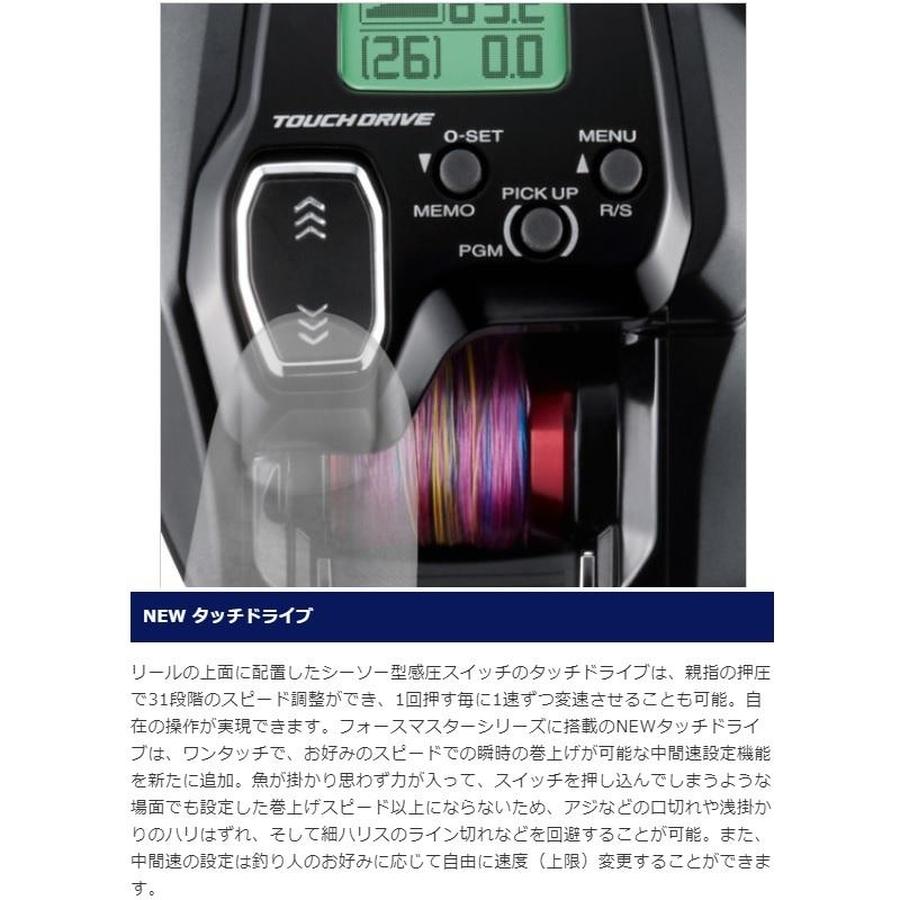 83.2
(26) 0.0
TOUCH DRIVE
0-SET
MENU
MEMO
PICK UP
R/S
PGM
NEW タッチドライブ
リールの上面に配置したシーソー型感圧スイッチのタッチドライブは、親指の押圧
で31段階のスピード調整ができ、1回押す毎に1速ずつ変速させることも可能。自
在の操作が実現できます。フォースマスターシリーズに搭載のNEWタッチドライ
ブは、ワンタッチで、お好みのスピードでの瞬時の巻上げが可能な中間速設定機能
を新たに追加。魚が掛かり思わず力が入って、スイッチを押し込んでしまうような
場面でも設定した巻上げスピード以上にならないため、アジなどの口切れや浅掛か
りのハリはずれ、そして細ハリスのライン切れなどを回避することが可能。また、
中間速の設定は釣り人のお好みに応じて自由に速度（上限）変更することができま
す。